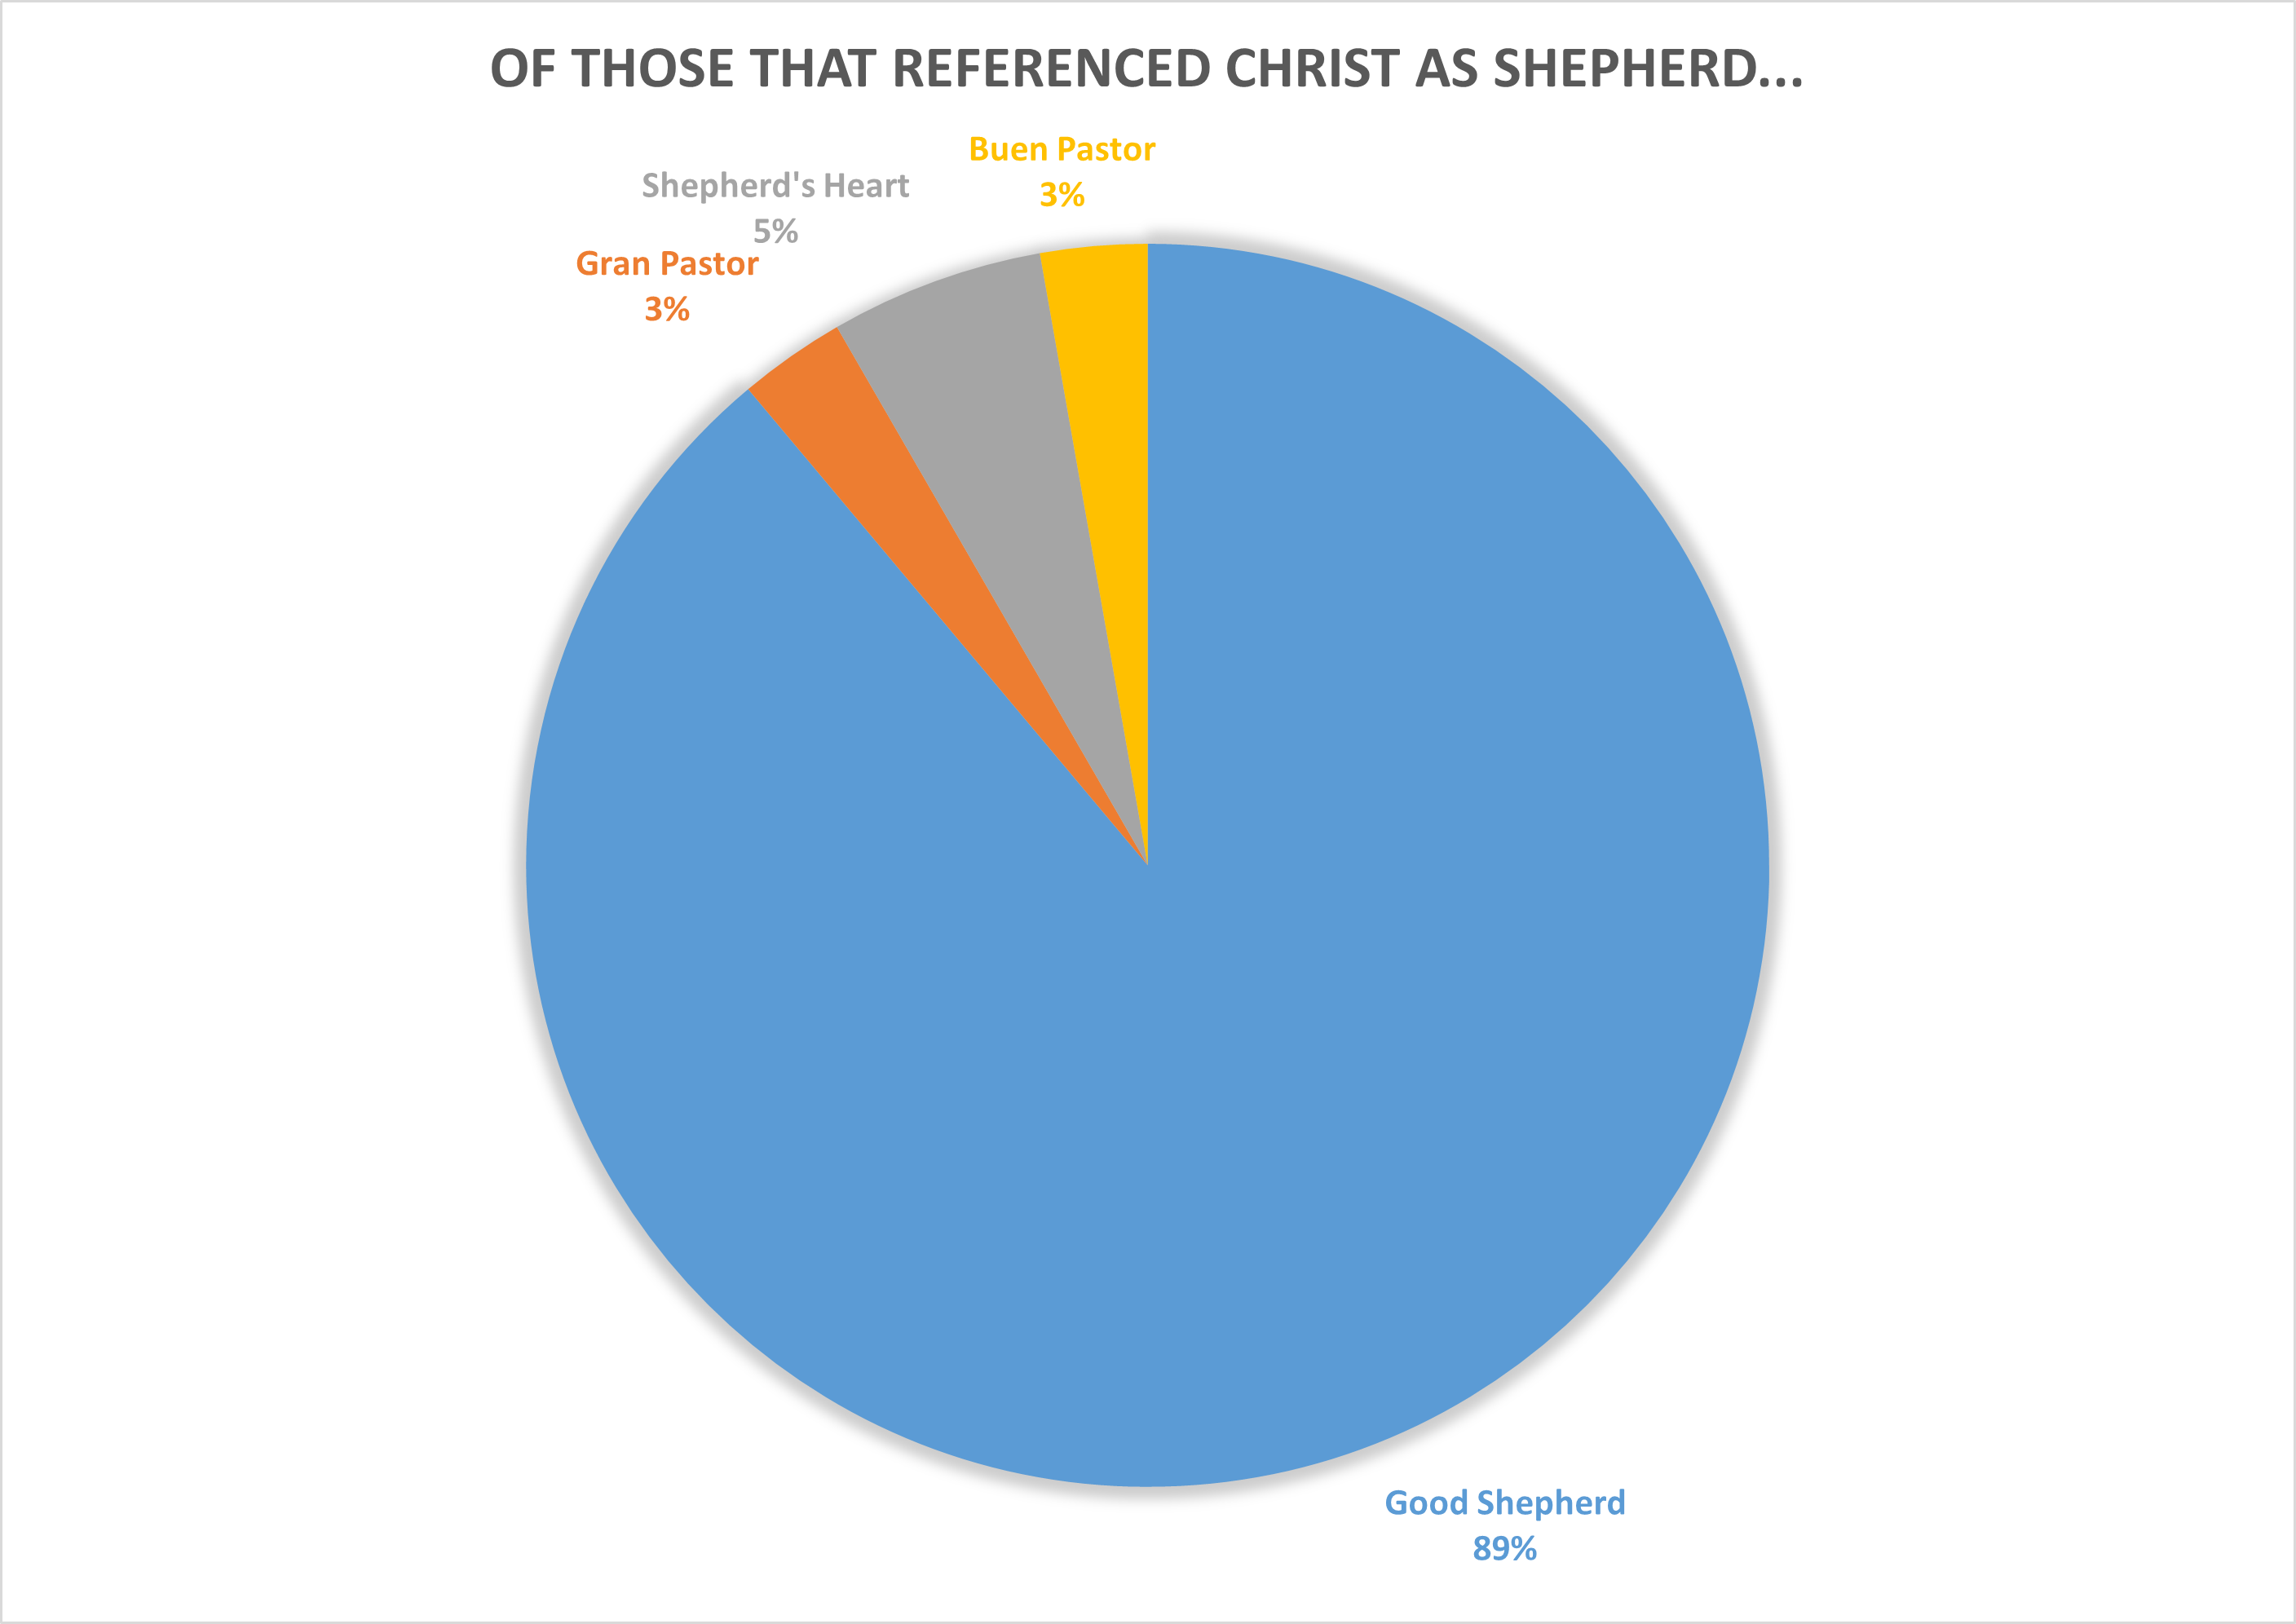 OF THOSE THAT REFERENCED CHRIST AS SHEPHERD...
Buen Pastor
3%
Shepherd's Heart
5%
Gran Pastor
3%
Good Shepherd
89%